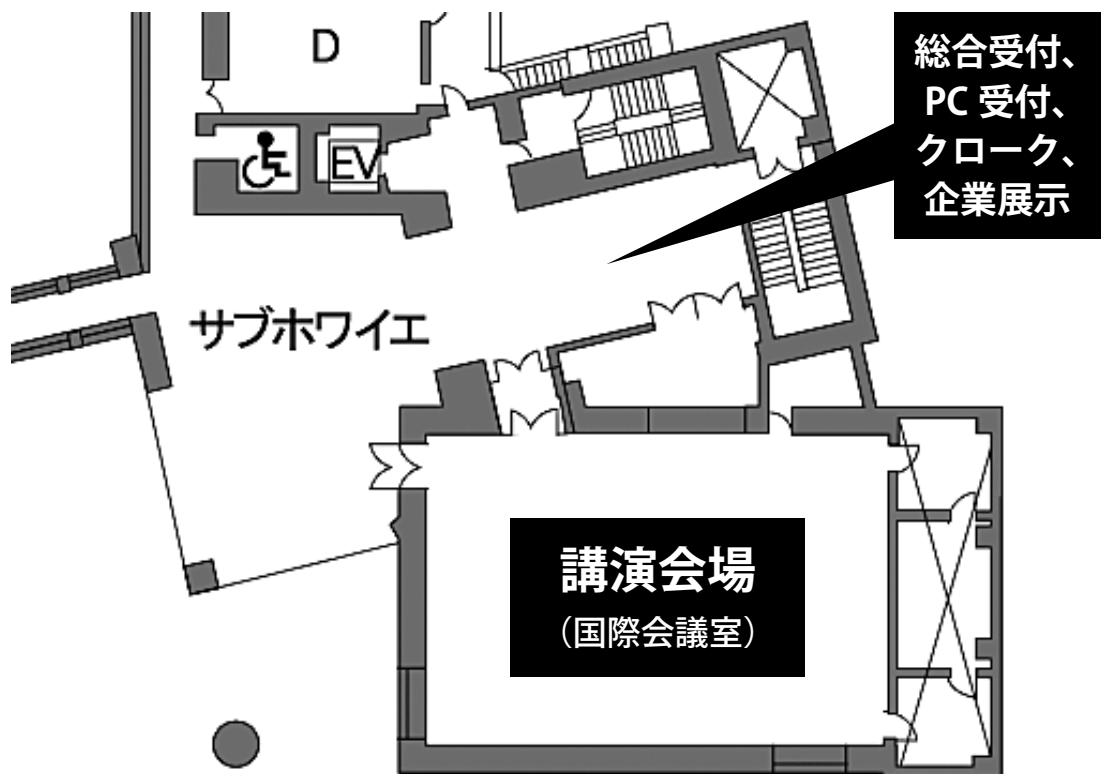 D
総合受付、
PC 受付、
クローク、
企業展示
EV
サブホワイエ
講演会場
（国際会議室）